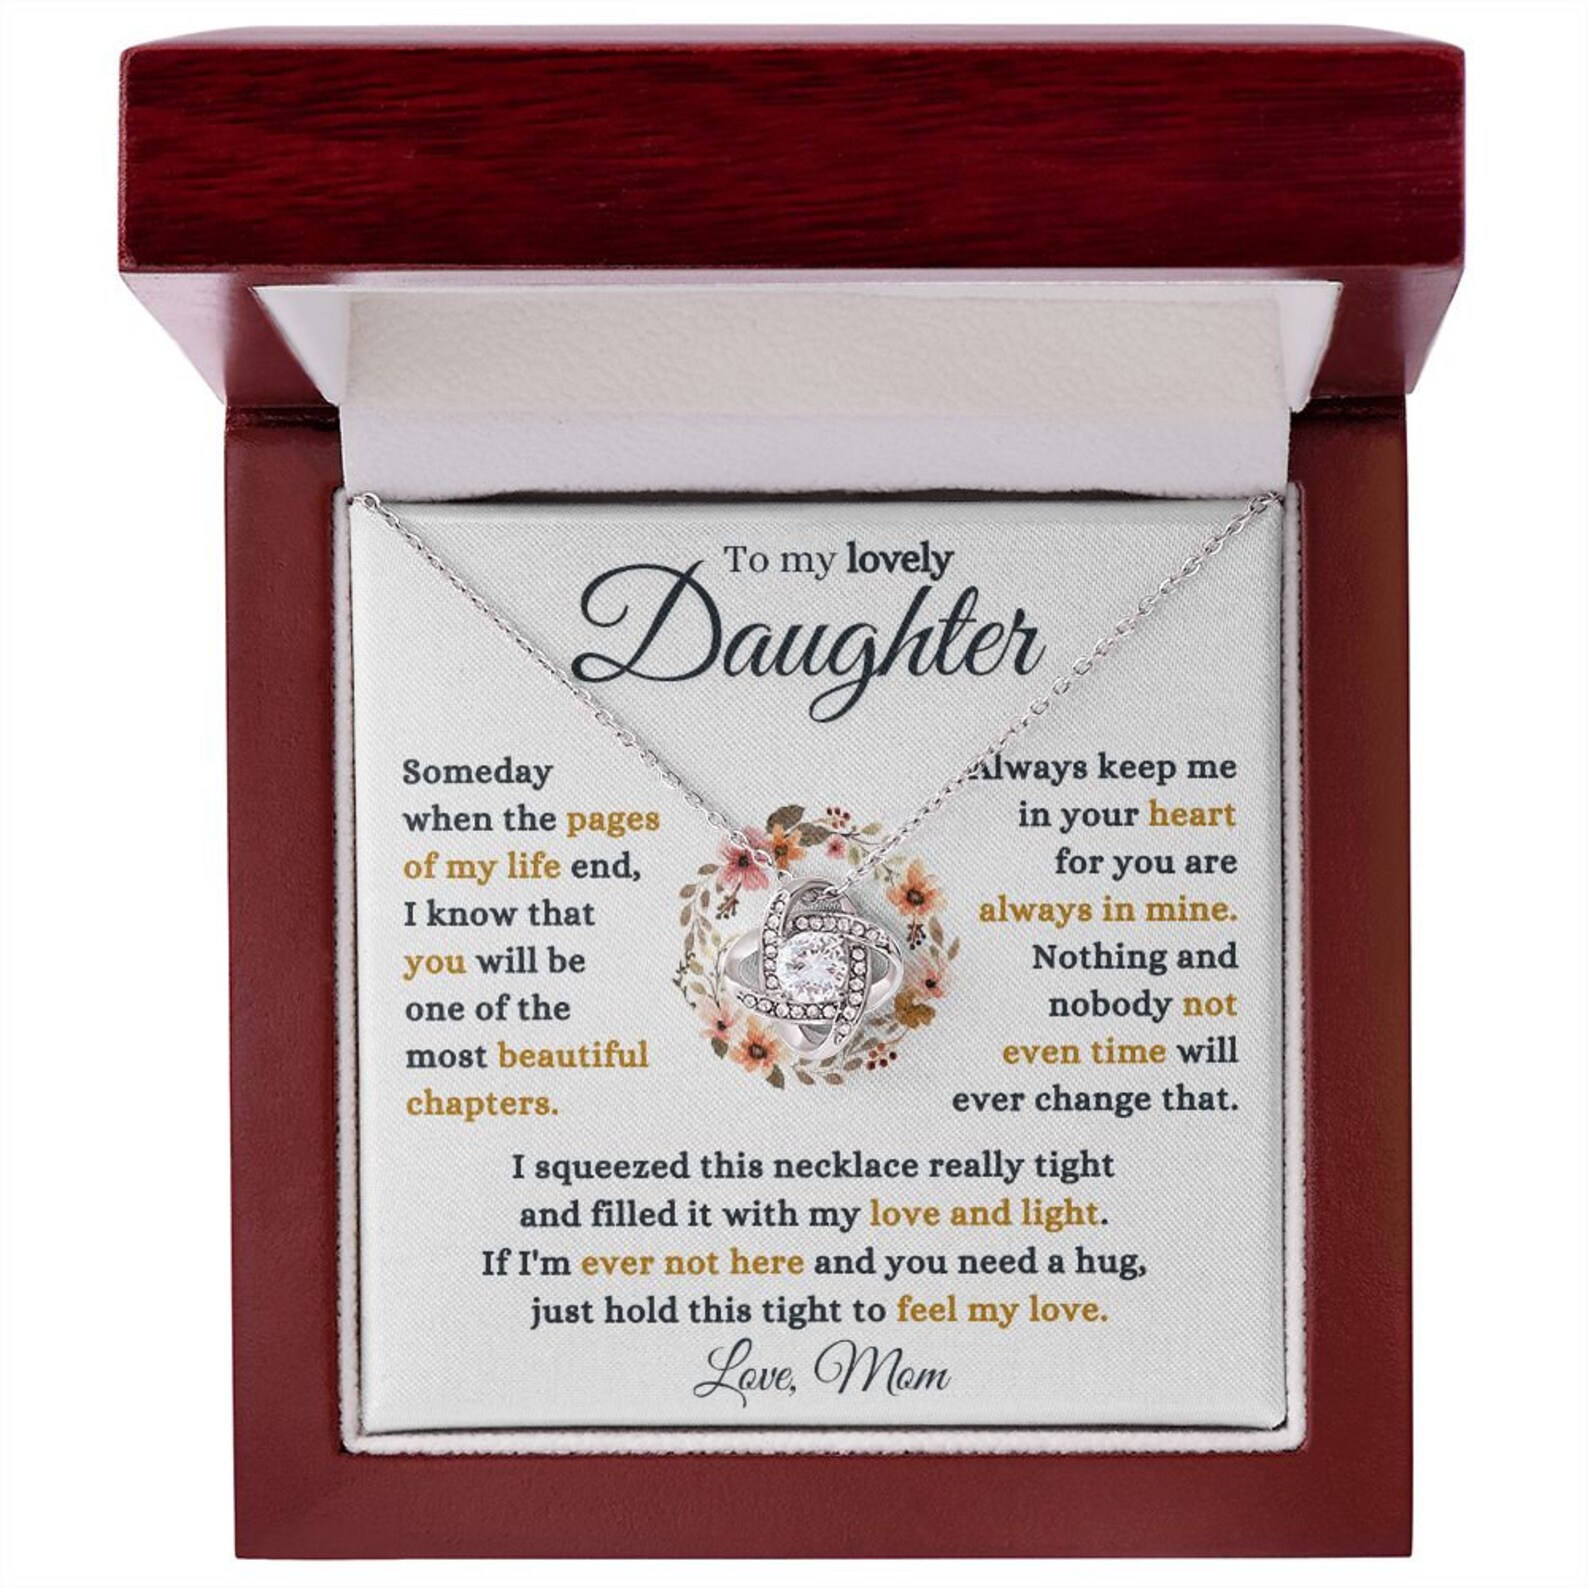 To my lovely
Daughter
Someday
when the pages
of my life end,
I know that
you will be
one of the
most beautiful
chapters.
Always keep me
in your heart
for you are
always in mine.
Nothing and
nobody not
even time will
ever change that.
I squeezed this necklace really tight
and filled it with my love and light.
If I'm ever not here and you need a hug,
just hold this tight to feel my love.
Love, Mom